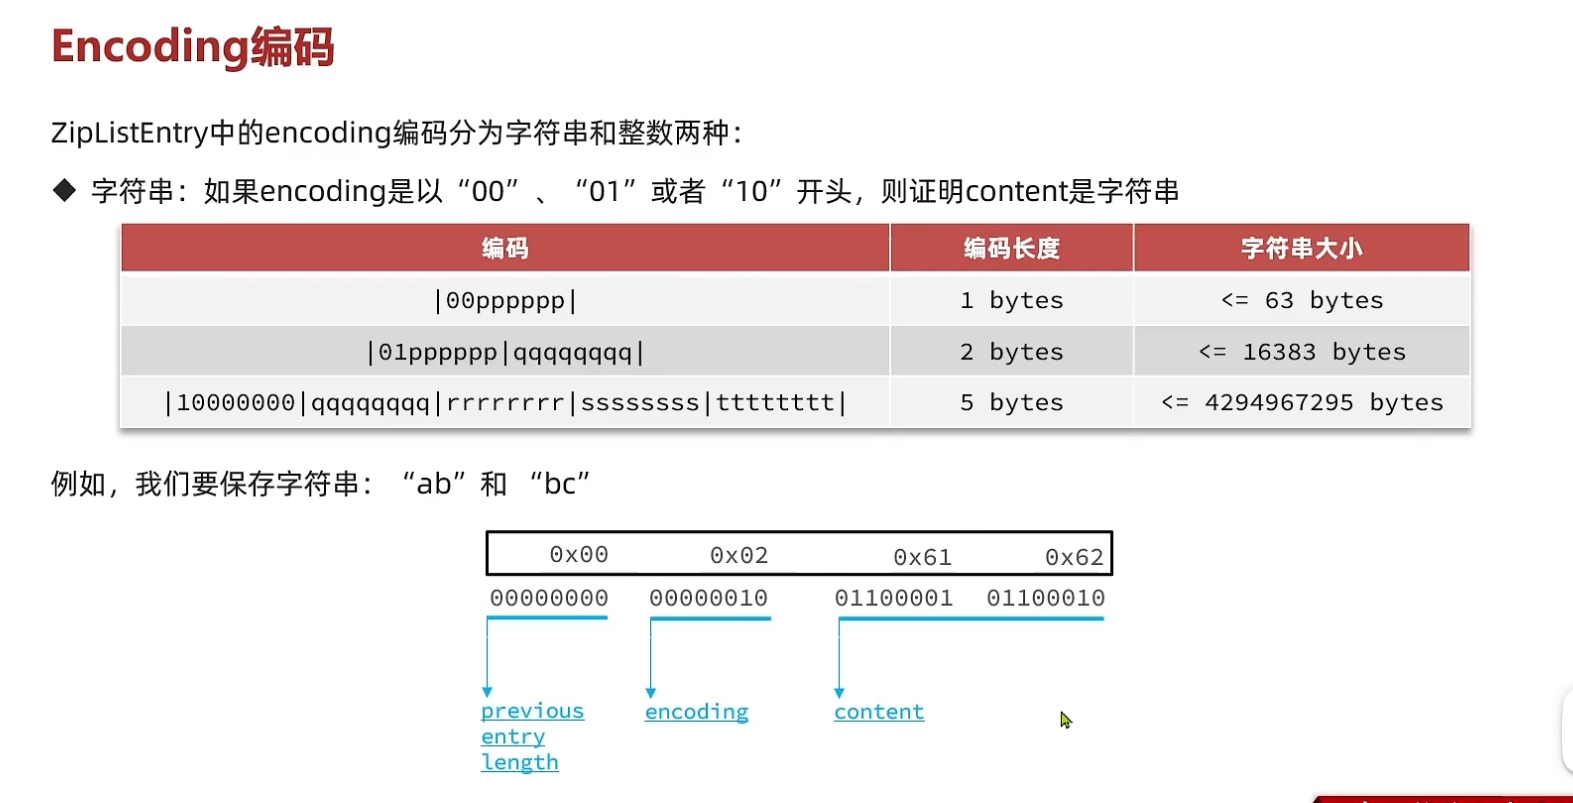 Encoding编码
ZipListEntry中的encoding编码分为字符串和整数两种：
◆ 字符串：如果encoding是以“00”、“01”或者“10”开头，则证明content是字符串
编码 编码长度 字符串大小
|00pppppp| 1 bytes <= 63 bytes
|01pppppp|qqqqqqqq| 2 bytes <= 16383 bytes
|10000000|qqqqqqqq|rrrrrrrr|ssssssss|tttttttt| 5 bytes <= 4294967295 bytes
例如，我们要保存字符串：“ab”和 “bc”
0x00 0x02 0x61 0x62
00000000 00000010 01100001 01100010
previous encoding content
entry
length